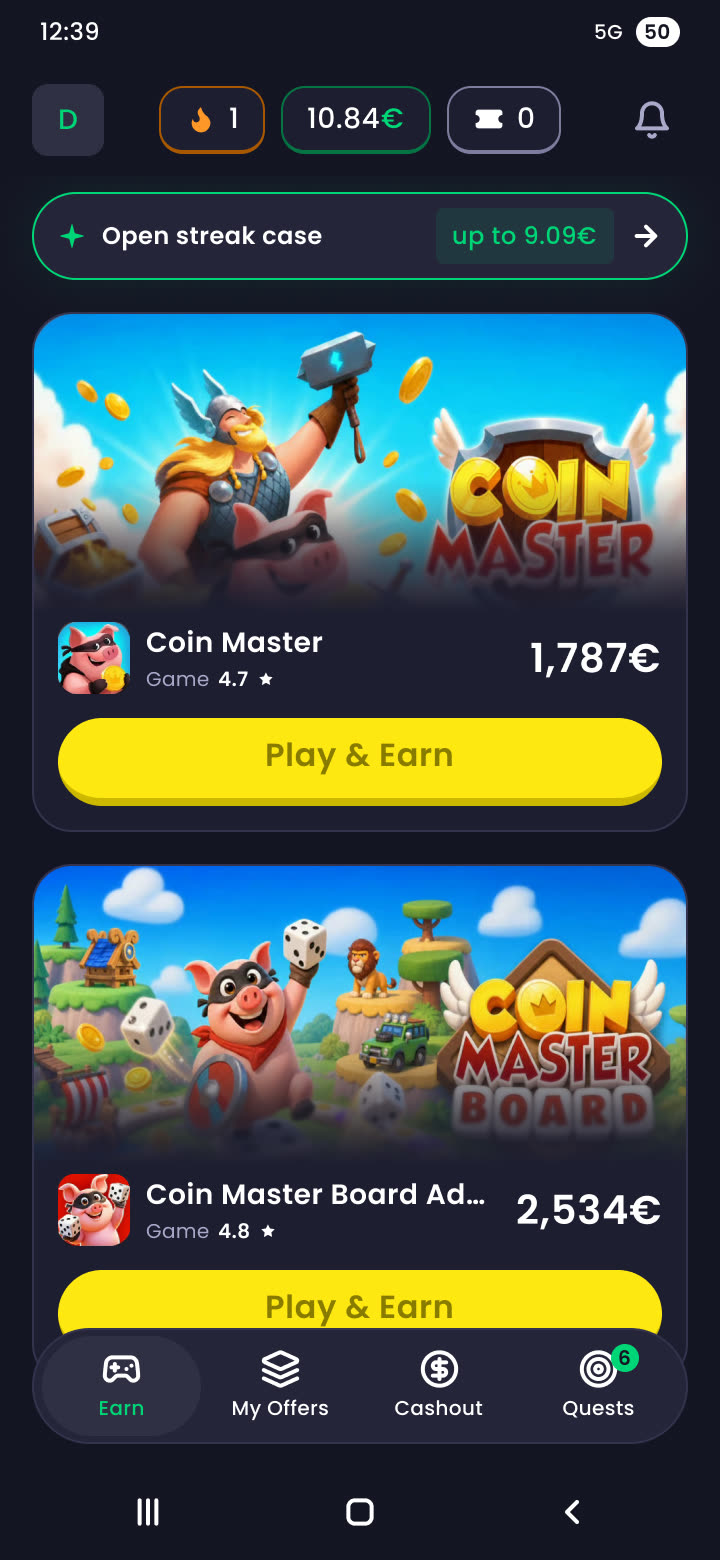 12:39
5G 50
D
1
10.84€
0
Open streak case
up to 9.09€
COIN
MASTER
Coin Master
Game 4.7
1,787€
Play & Earn
COIN
MASTER
BOARD
Coin Master Board Ad...
Game 4.8
2,534€
Play & Earn
Earn
My Offers
Cashout
Quests
6